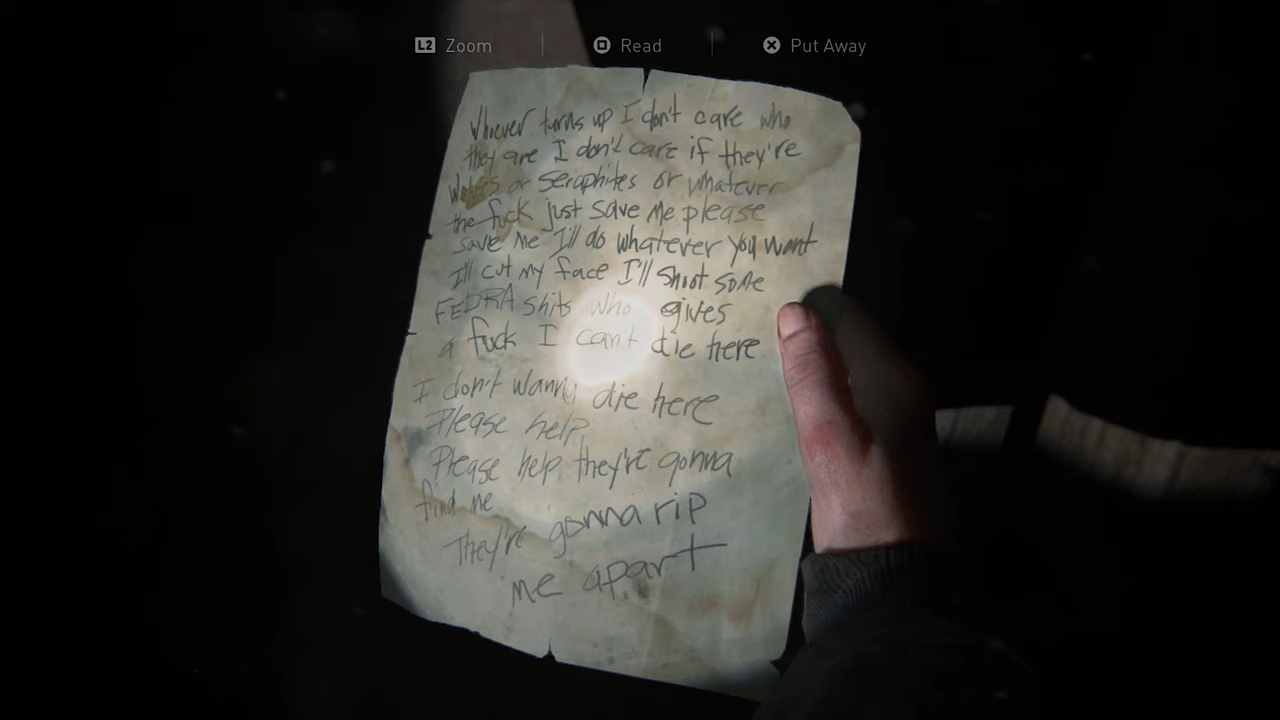 L2 Zoom | Read | Put Away
Whoever turns up I don't care who
they are I don't care if they're
Wolves or Seraphites or whatever
the fuck just save me please
save me I'll do whatever you want
I'll cut my face I'll shoot some
FEDRA shits who gives
a fuck I can't die here
I don't wanna die here
Please help
Please help they're gonna
find me
They're gonna rip
me apart